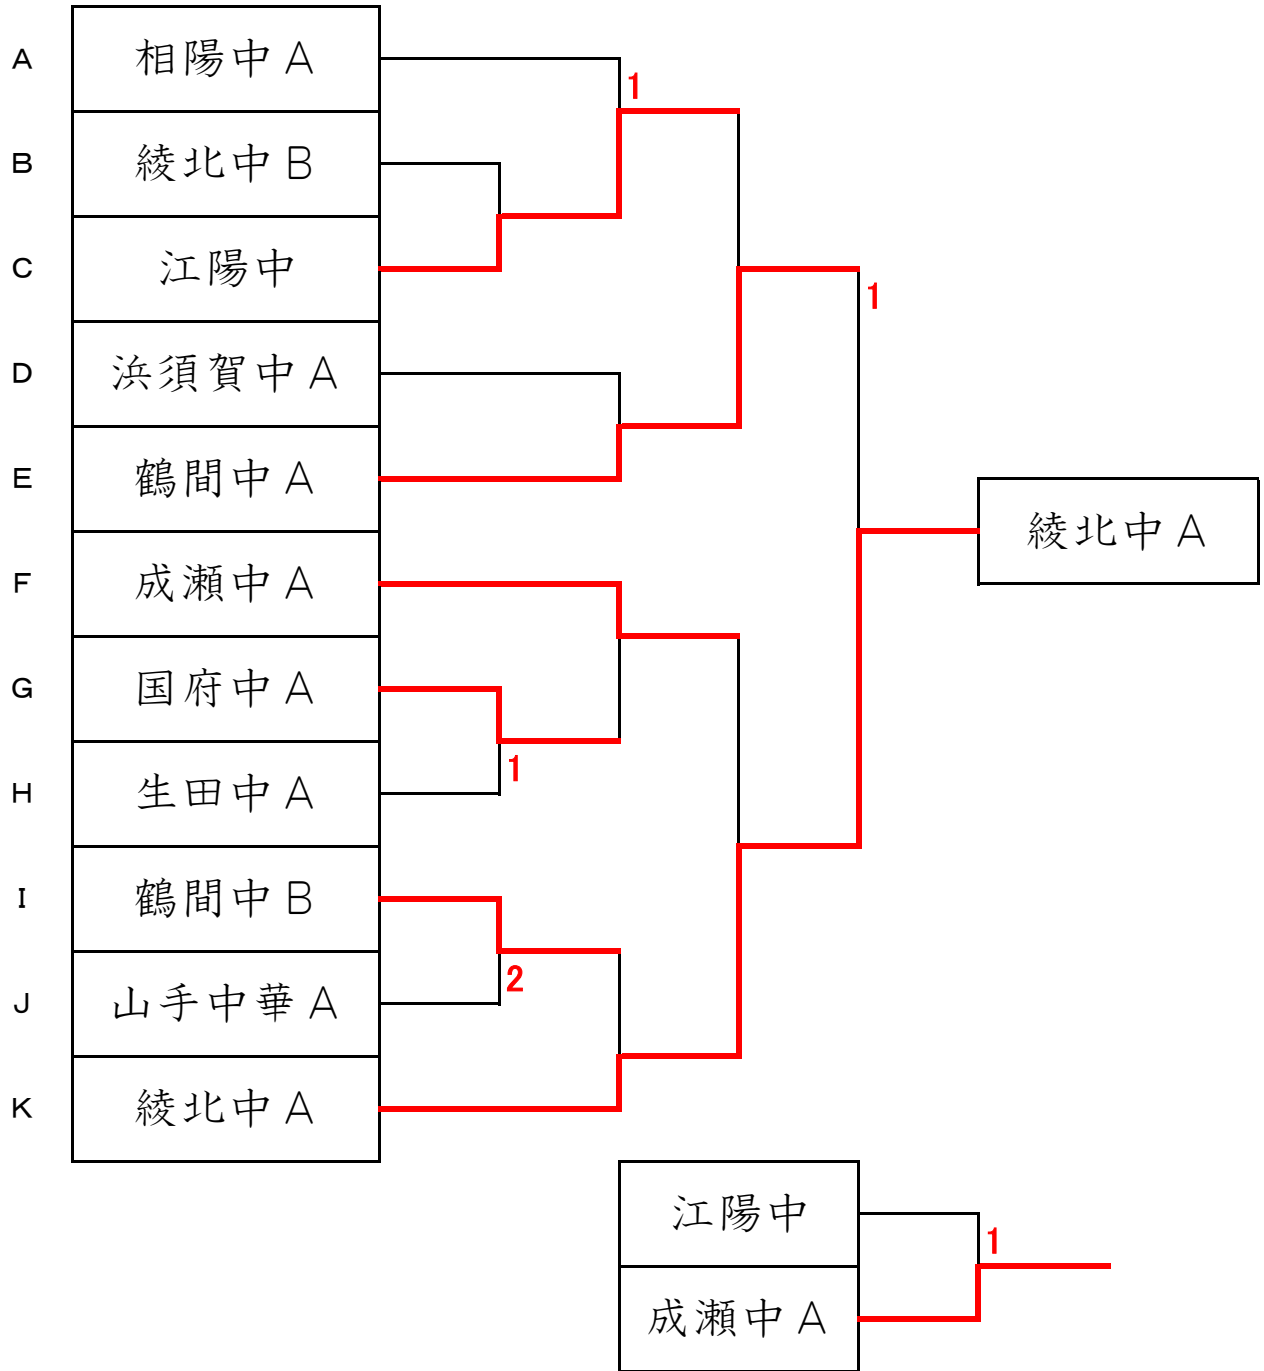 A 相陽中A
1
B 綾北中B
C 江陽中
1
D 浜須賀中A
E 鶴間中A
綾北中A
F 成瀬中A
G 国府中A
1
H 生田中A
I 鶴間中B
2
J 山手中華A
K 綾北中A
江陽中
1
成瀬中A